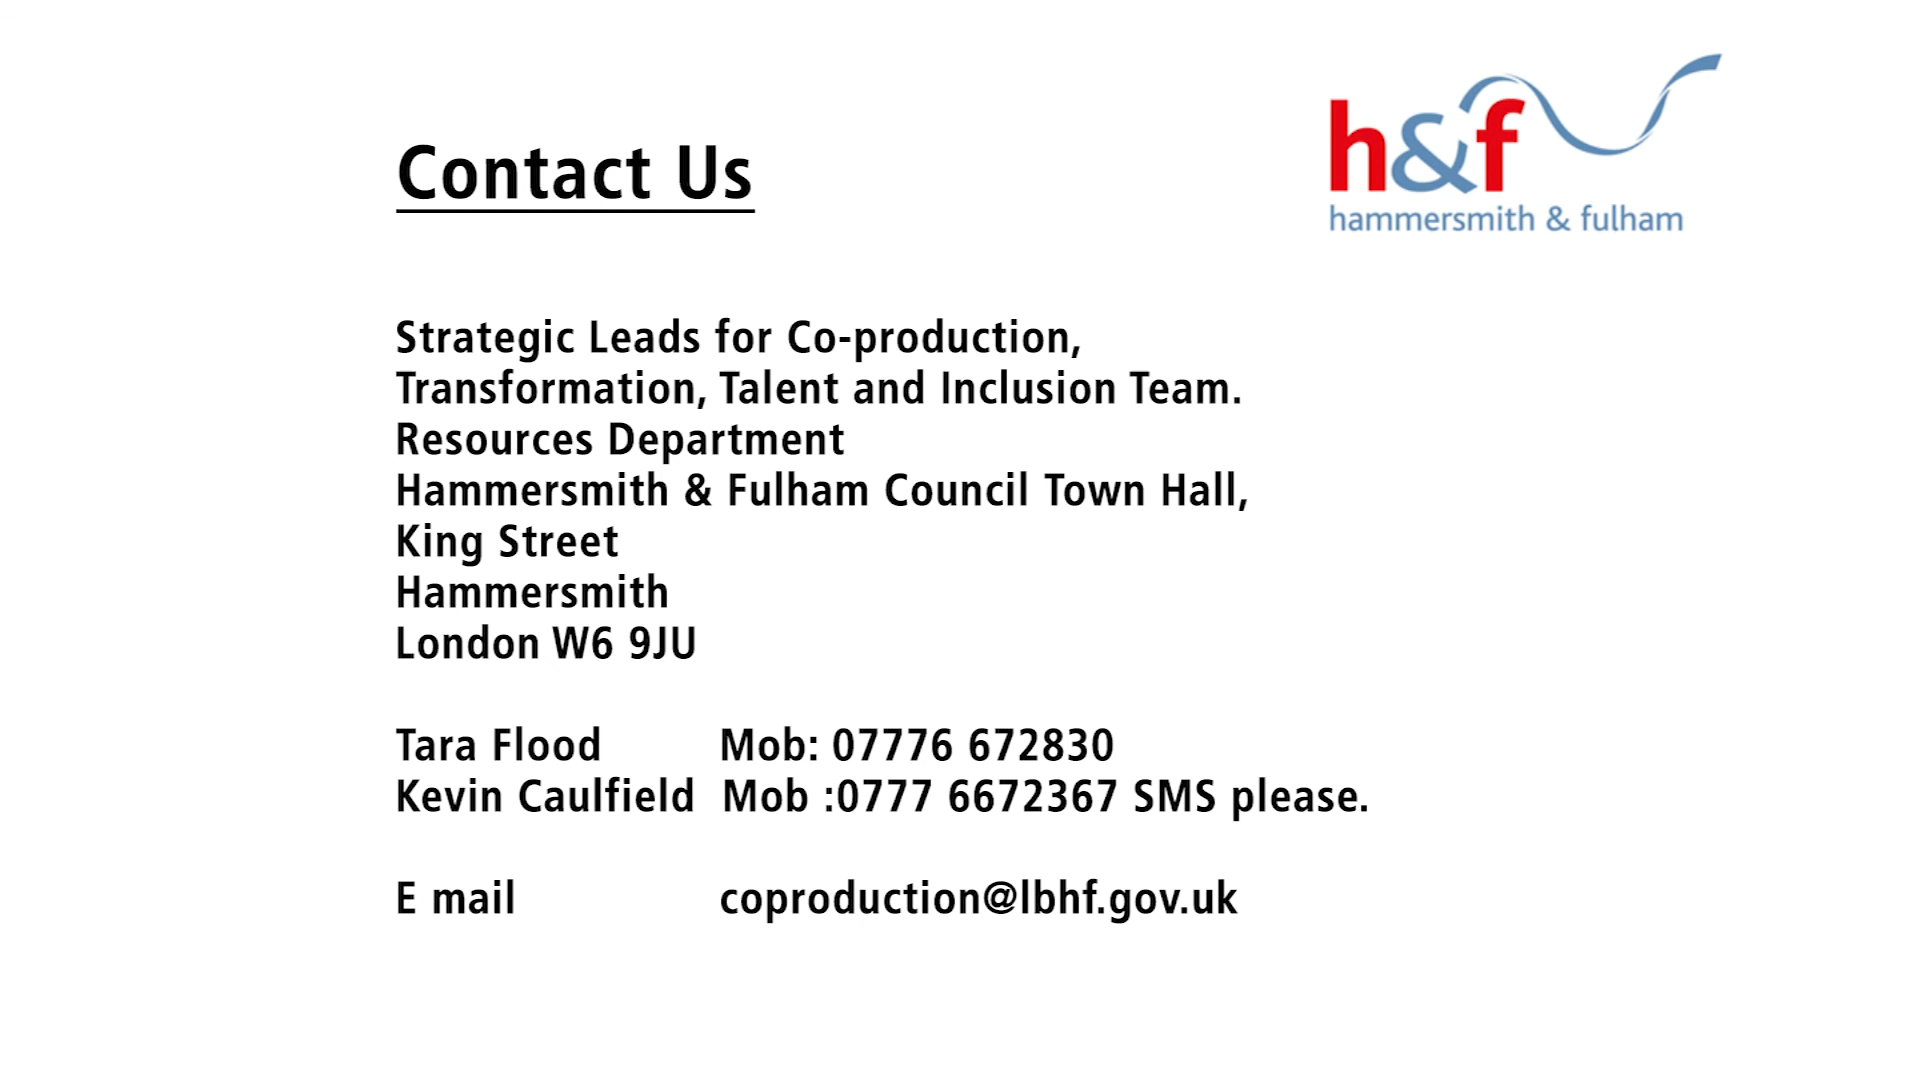 h&f
hammersmith & fulham
Contact Us
Strategic Leads for Co-production,
Transformation, Talent and Inclusion Team.
Resources Department
Hammersmith & Fulham Council Town Hall,
King Street
Hammersmith
London W6 9JU
Tara Flood Mob: 07776 672830
Kevin Caulfield Mob :0777 6672367 SMS please.
E mail coproduction@lbhf.gov.uk